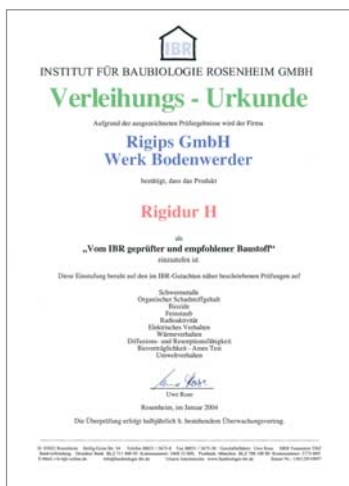 IBR
INSTITUT FÜR BAUBIOLOGIE ROSENHEIM GMBH
Verleihungs - Urkunde
Aufgrund der ausgezeichneten Prüfergebnisse wird der Firma
Rigips GmbH
Werk Bodenwerder
bestätigt, dass das Produkt
Rigidur H
als
„Vom IBR geprüfter und empfohlener Baustoff“
einzustufen ist.
Diese Einstufung beruht auf den im IBR-Gutachten näher beschriebenen Prüfungen auf
Schwermetalle
Organischer Schadstoffgehalt
Biozide
Feinstaub
Radioaktivität
Elektrisches Verhalten
Wärmeverhalten
Diffusions- und Resorptionsfähigkeit
Bioverträglichkeit - Ames Test
Umweltverhalten
Uwe Rose
Rosenheim, im Januar 2004
Die Überprüfung erfolgt halbjährlich lt. bestehendem Überwachungsvertrag.